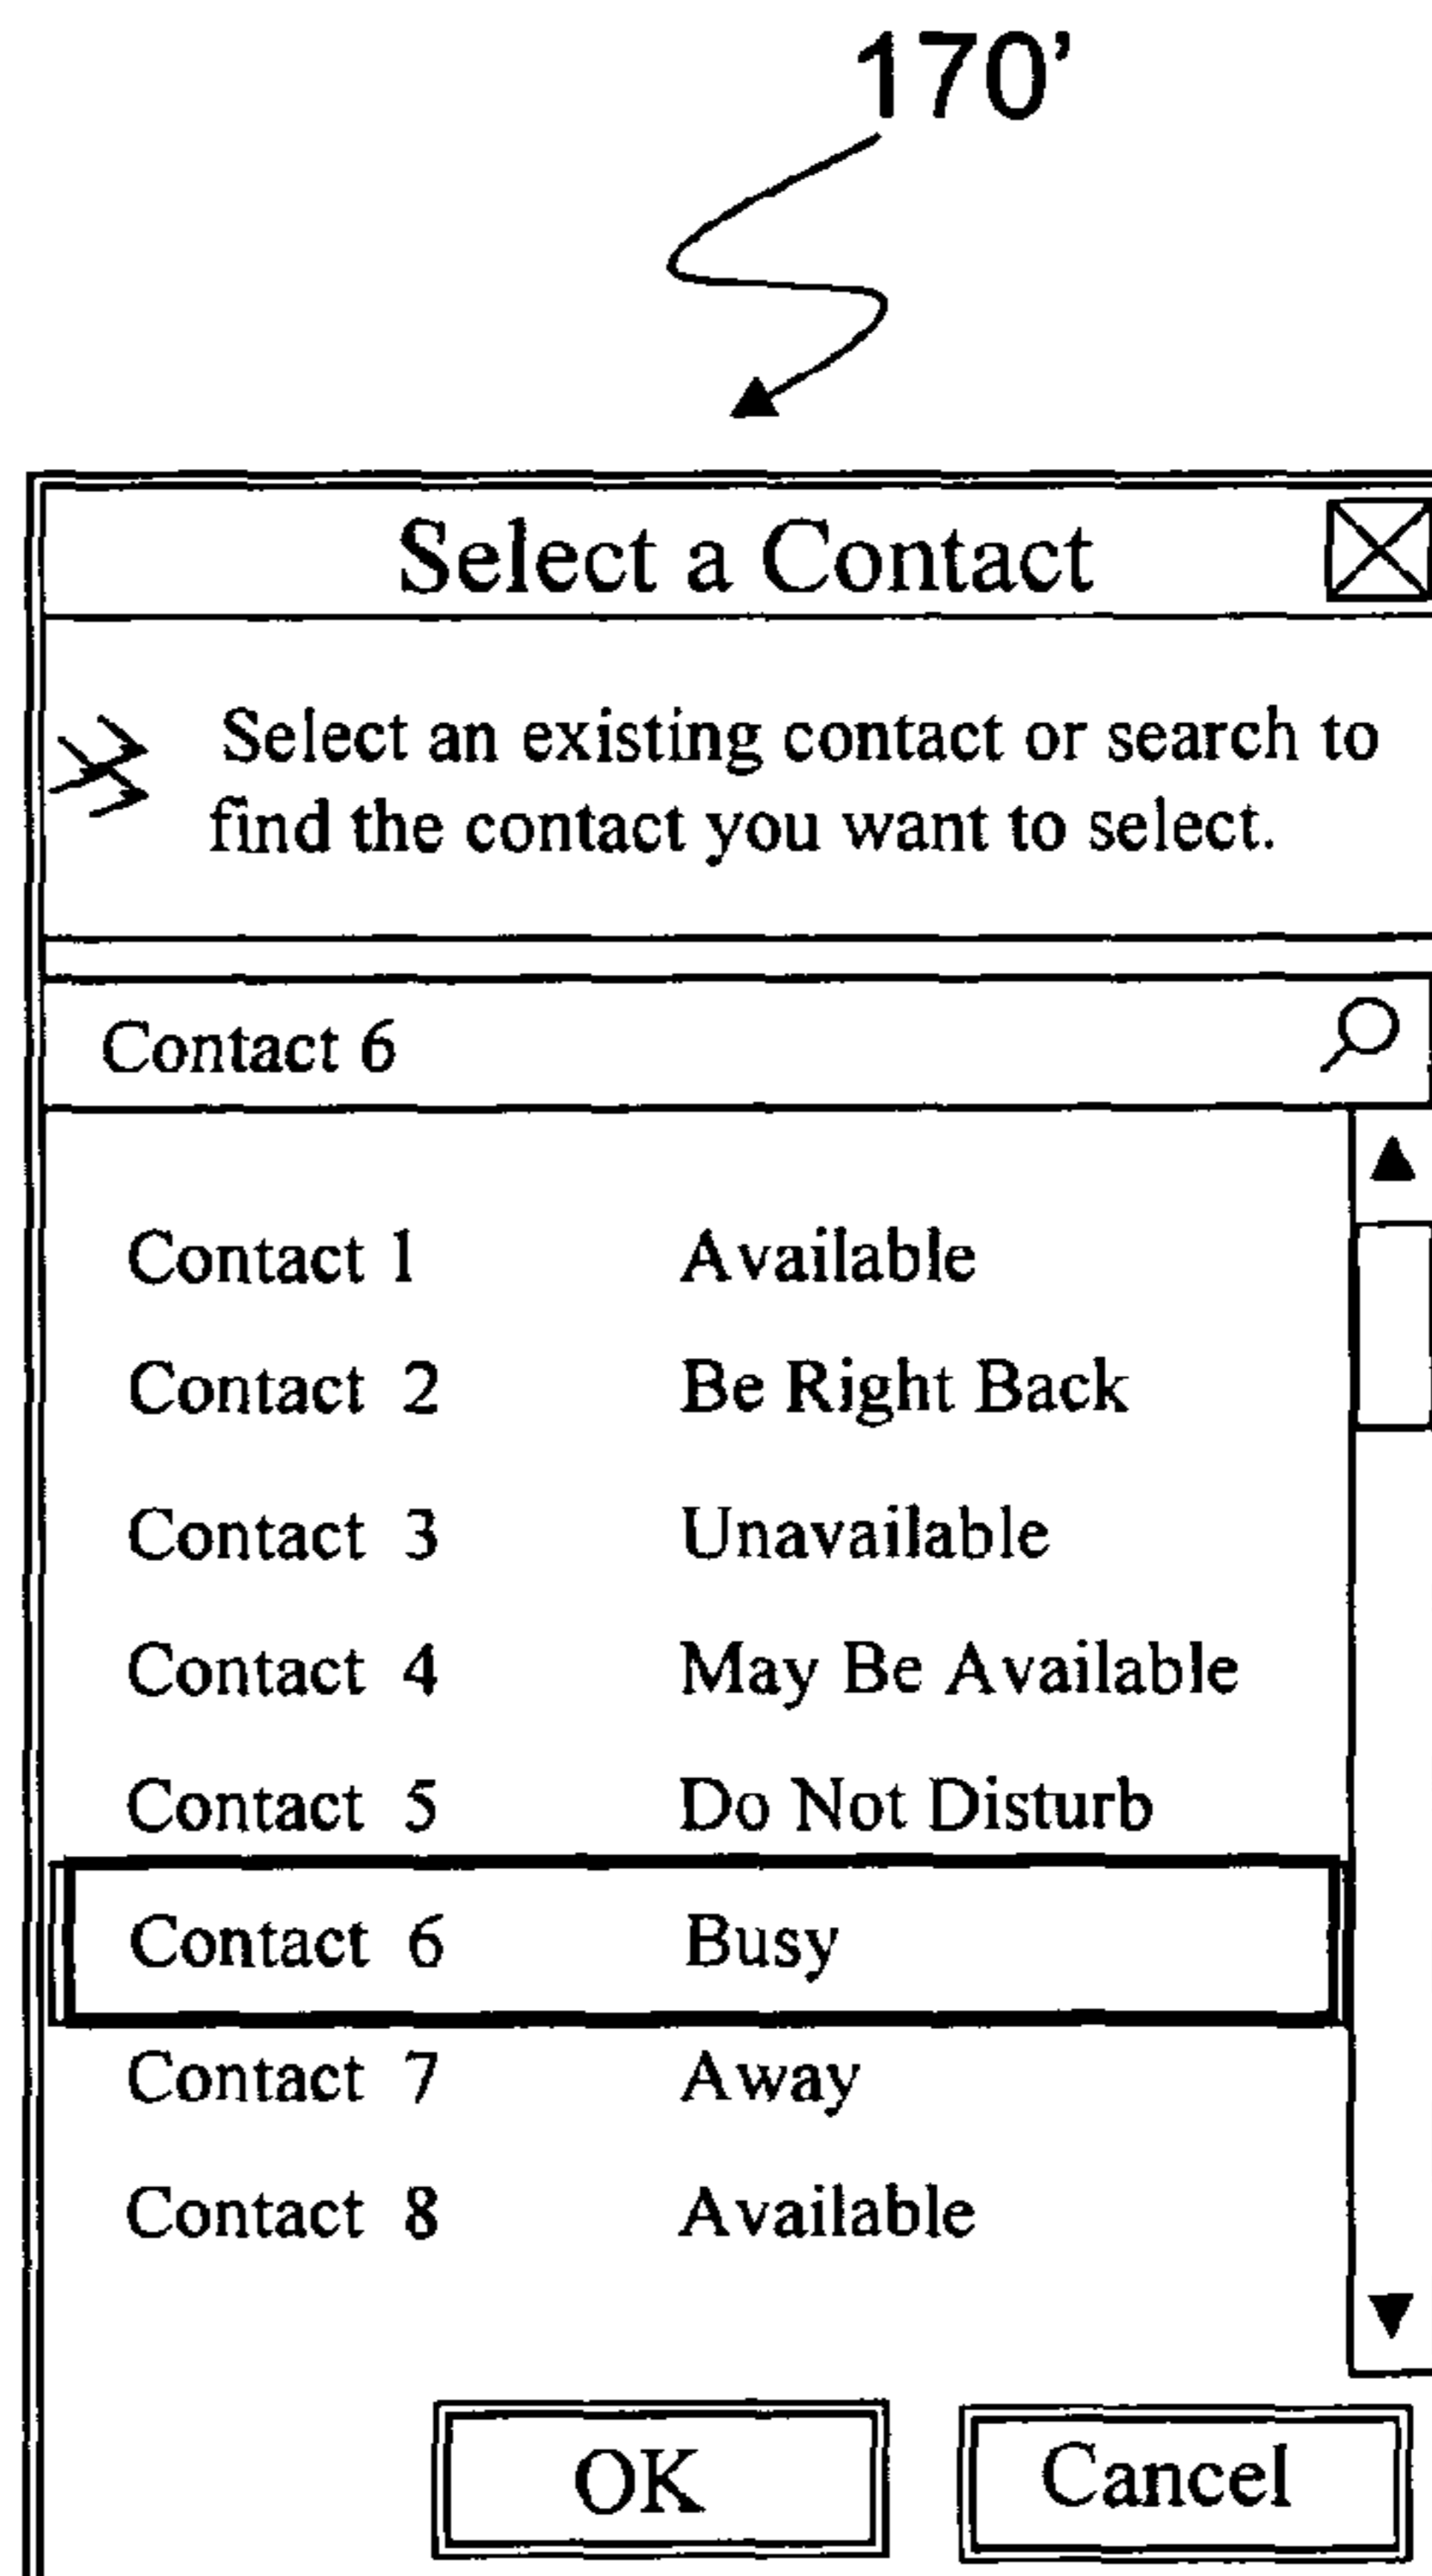 170’
Select a Contact
Select an existing contact or search to
find the contact you want to select.
Contact 6
Contact 1 Available
Contact 2 Be Right Back
Contact 3 Unavailable
Contact 4 May Be Available
Contact 5 Do Not Disturb
Contact 6 Busy
Contact 7 Away
Contact 8 Available
OK Cancel